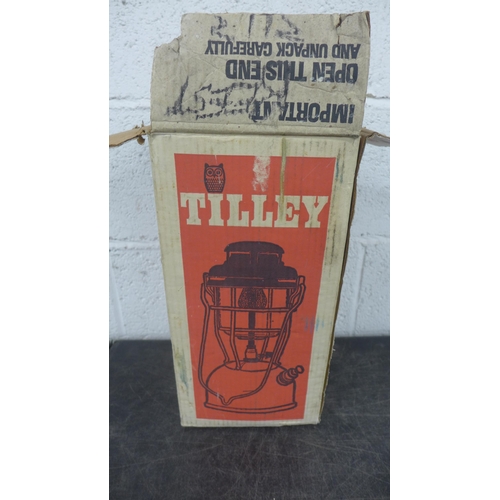 IMPORTANT
OPEN THIS END
AND UNPACK CAREFULLY
TILLEY